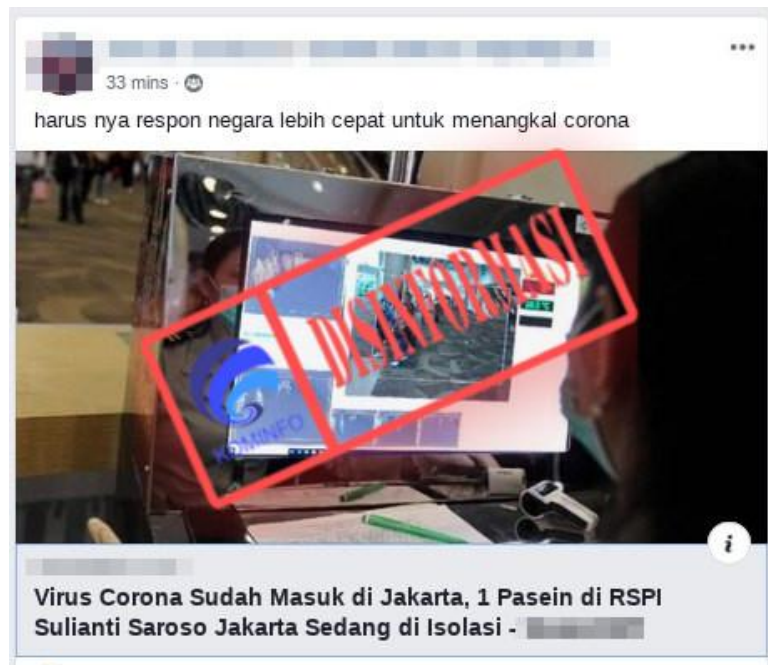 33 mins ·
harus nya respon negara lebih cepat untuk menangkal corona
DISINFORMASI
KOMINFO
Virus Corona Sudah Masuk di Jakarta, 1 Pasein di RSPI
Sulianti Saroso Jakarta Sedang di Isolasi -